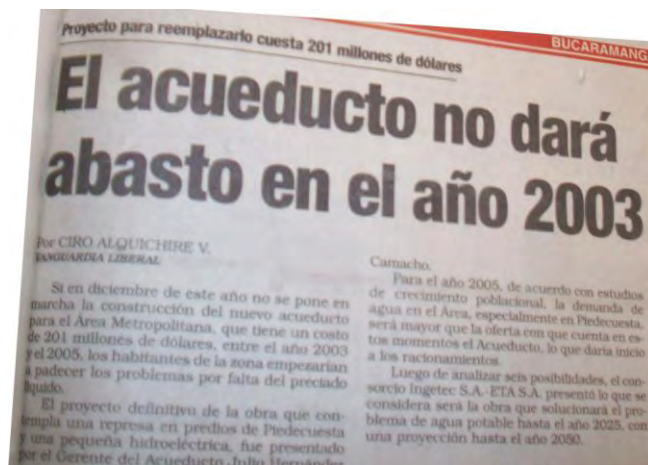 Proyecto para reemplazarlo cuesta 201 millones de dólares
BUCARAMANG
El acueducto no dará
abasto en el año 2003
Por CIRO ALQUICHIRE V.
VANGUARDIA LIBERAL
Si en diciembre de este año no se pone en
marcha la construcción del nuevo acueducto
para el Área Metropolitana, que tiene un costo
de 201 millones de dólares, entre el año 2003
y el 2005, los habitantes de la zona empezarían
a padecer los problemas por falta del preciado
líquido.
El proyecto definitivo de la obra que con-
templa una represa en predios de Piedecuesta
y una pequeña hidroeléctrica, fue presentado
por el Gerente del Acueducto Julio Hernández
Camacho.
Para el año 2005, de acuerdo con estudios
de crecimiento poblacional, la demanda de
agua en el Área, especialmente en Piedecuesta,
será mayor que la oferta con que cuenta en es-
tos momentos el Acueducto, lo que daría inicio
a los racionamientos.
Luego de analizar seis posibilidades, el con-
sorcio Ingetec S.A.-ETA S.A. presentó lo que se
considera será la obra que solucionará el pro-
blema de agua potable hasta el año 2025, con
una proyección hasta el año 2050.